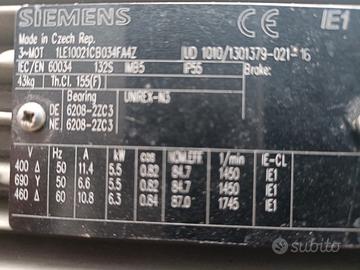 SIEMENS CE IE1
Made in Czech Rep.
3~MOT 1LE10021CB034FA4Z UD 1010/1301379-021-16
IEC/EN 60034 132S IMB5 IP55 Brake:
43kg Th.Cl. 155(F)
Bearing UNIREX-N3
DE 6208-2ZC3
NE 6208-2ZC3
V Hz A kW cos NOM.EFF 1/min IE-CL
400 Δ 50 11.4 5.5 0.82 84.7 1450 IE1
690 Y 50 6.6 5.5 0.82 84.7 1450 IE1
460 Δ 60 10.8 6.3 0.84 87.0 1745 IE1
subito